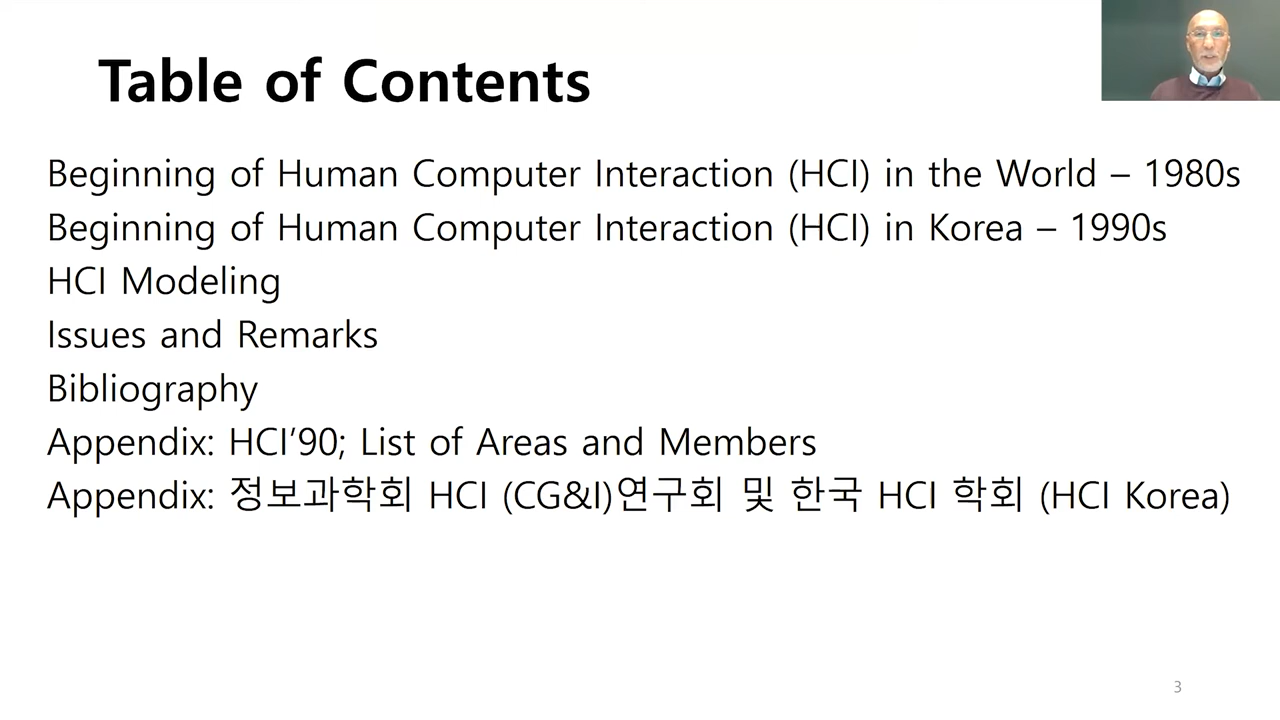 Table of Contents
Beginning of Human Computer Interaction (HCI) in the World – 1980s
Beginning of Human Computer Interaction (HCI) in Korea – 1990s
HCI Modeling
Issues and Remarks
Bibliography
Appendix: HCI’90; List of Areas and Members
Appendix: 정보과학회 HCI (CG&I)연구회 및 한국 HCI 학회 (HCI Korea)
3